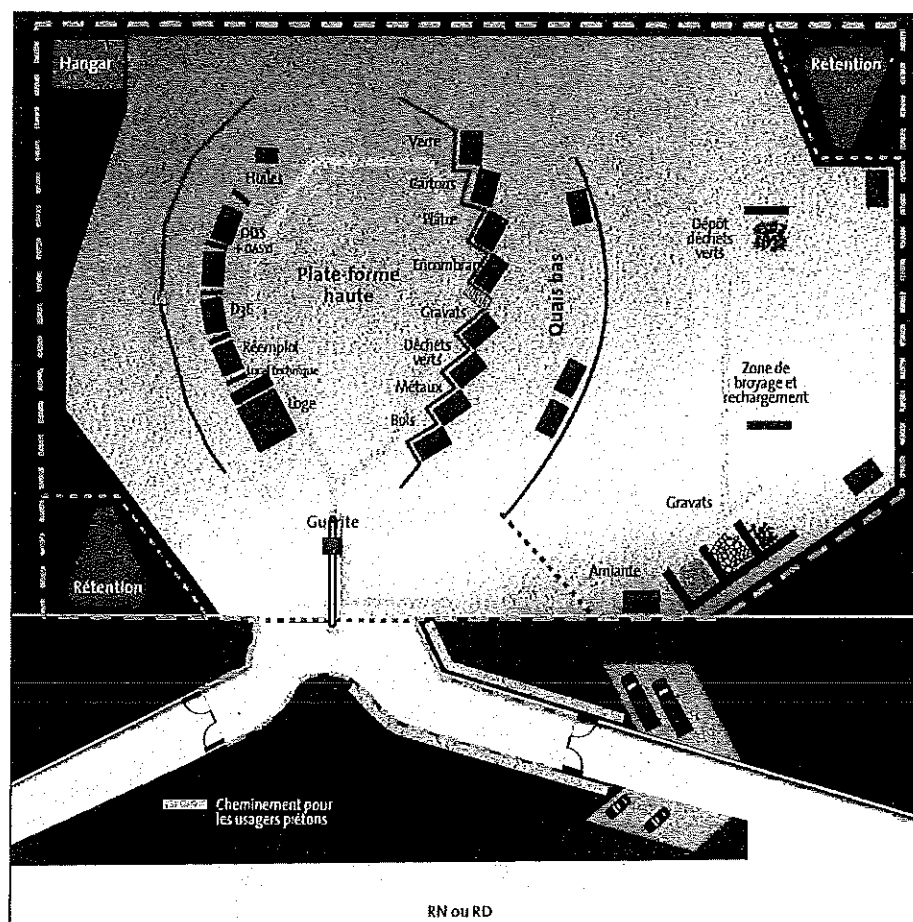 Hangar
Rétention
Verre
Huiles
Cartons
Plâtre
Dépôt
déchets
verts
Plate-forme
haute
Encombrants
Quais bas
D3E
Gravats
Réemploi
Déchets
verts
Local technique
Métaux
Zone de
broyage et
rechargement
Loge
Bois
Gravats
Guérite
Amiante
Rétention
Cheminement pour
les usagers piétons
RN ou RD